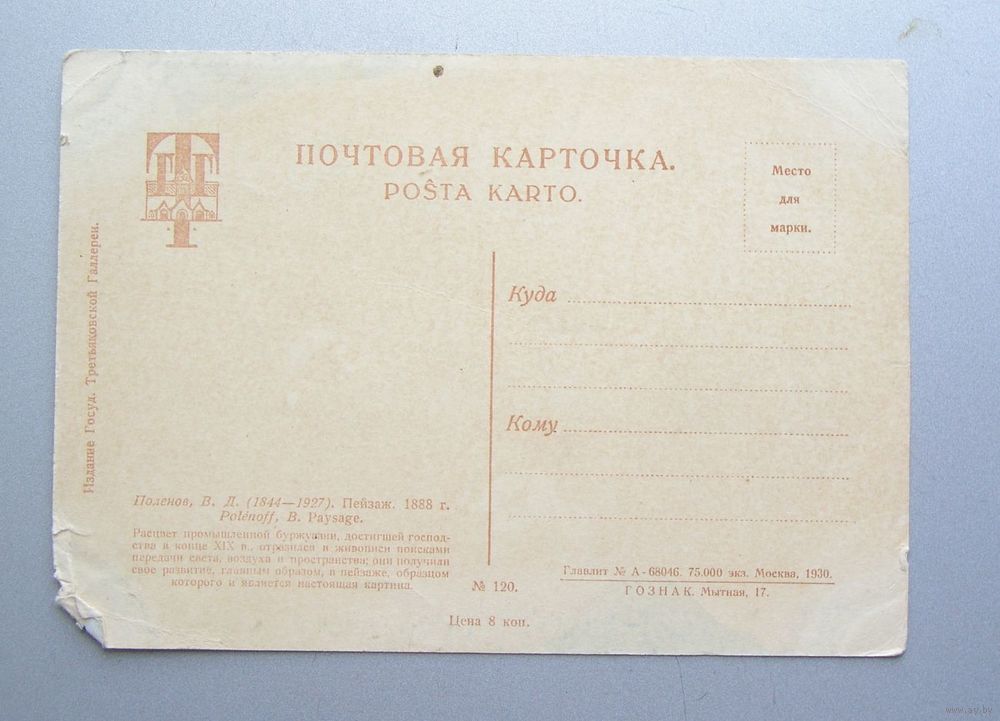 ПОЧТОВАЯ КАРТОЧКА.
POŜTA KARTO.
Место
для
марки.
Издание Госуд. Третьяковской Галлереи.
Куда
Кому
Поленов, В. Д. (1844—1927). Пейзаж. 1888 г.
Polénoff, B. Paysage.
Расцвет промышленной буржуазии, достигшей господ-
ства в конце XIX в., отразился в живописи поисками
передачи света, воздуха и пространства; они получили
свое развитие, главным образом, в пейзаже, образцом
которого и является настоящая картина.
№ 120.
Главлит № А-68046. 75.000 экз. Москва, 1930.
ГОЗНАК. Мытная, 17.
Цена 8 коп.
www.ay.by